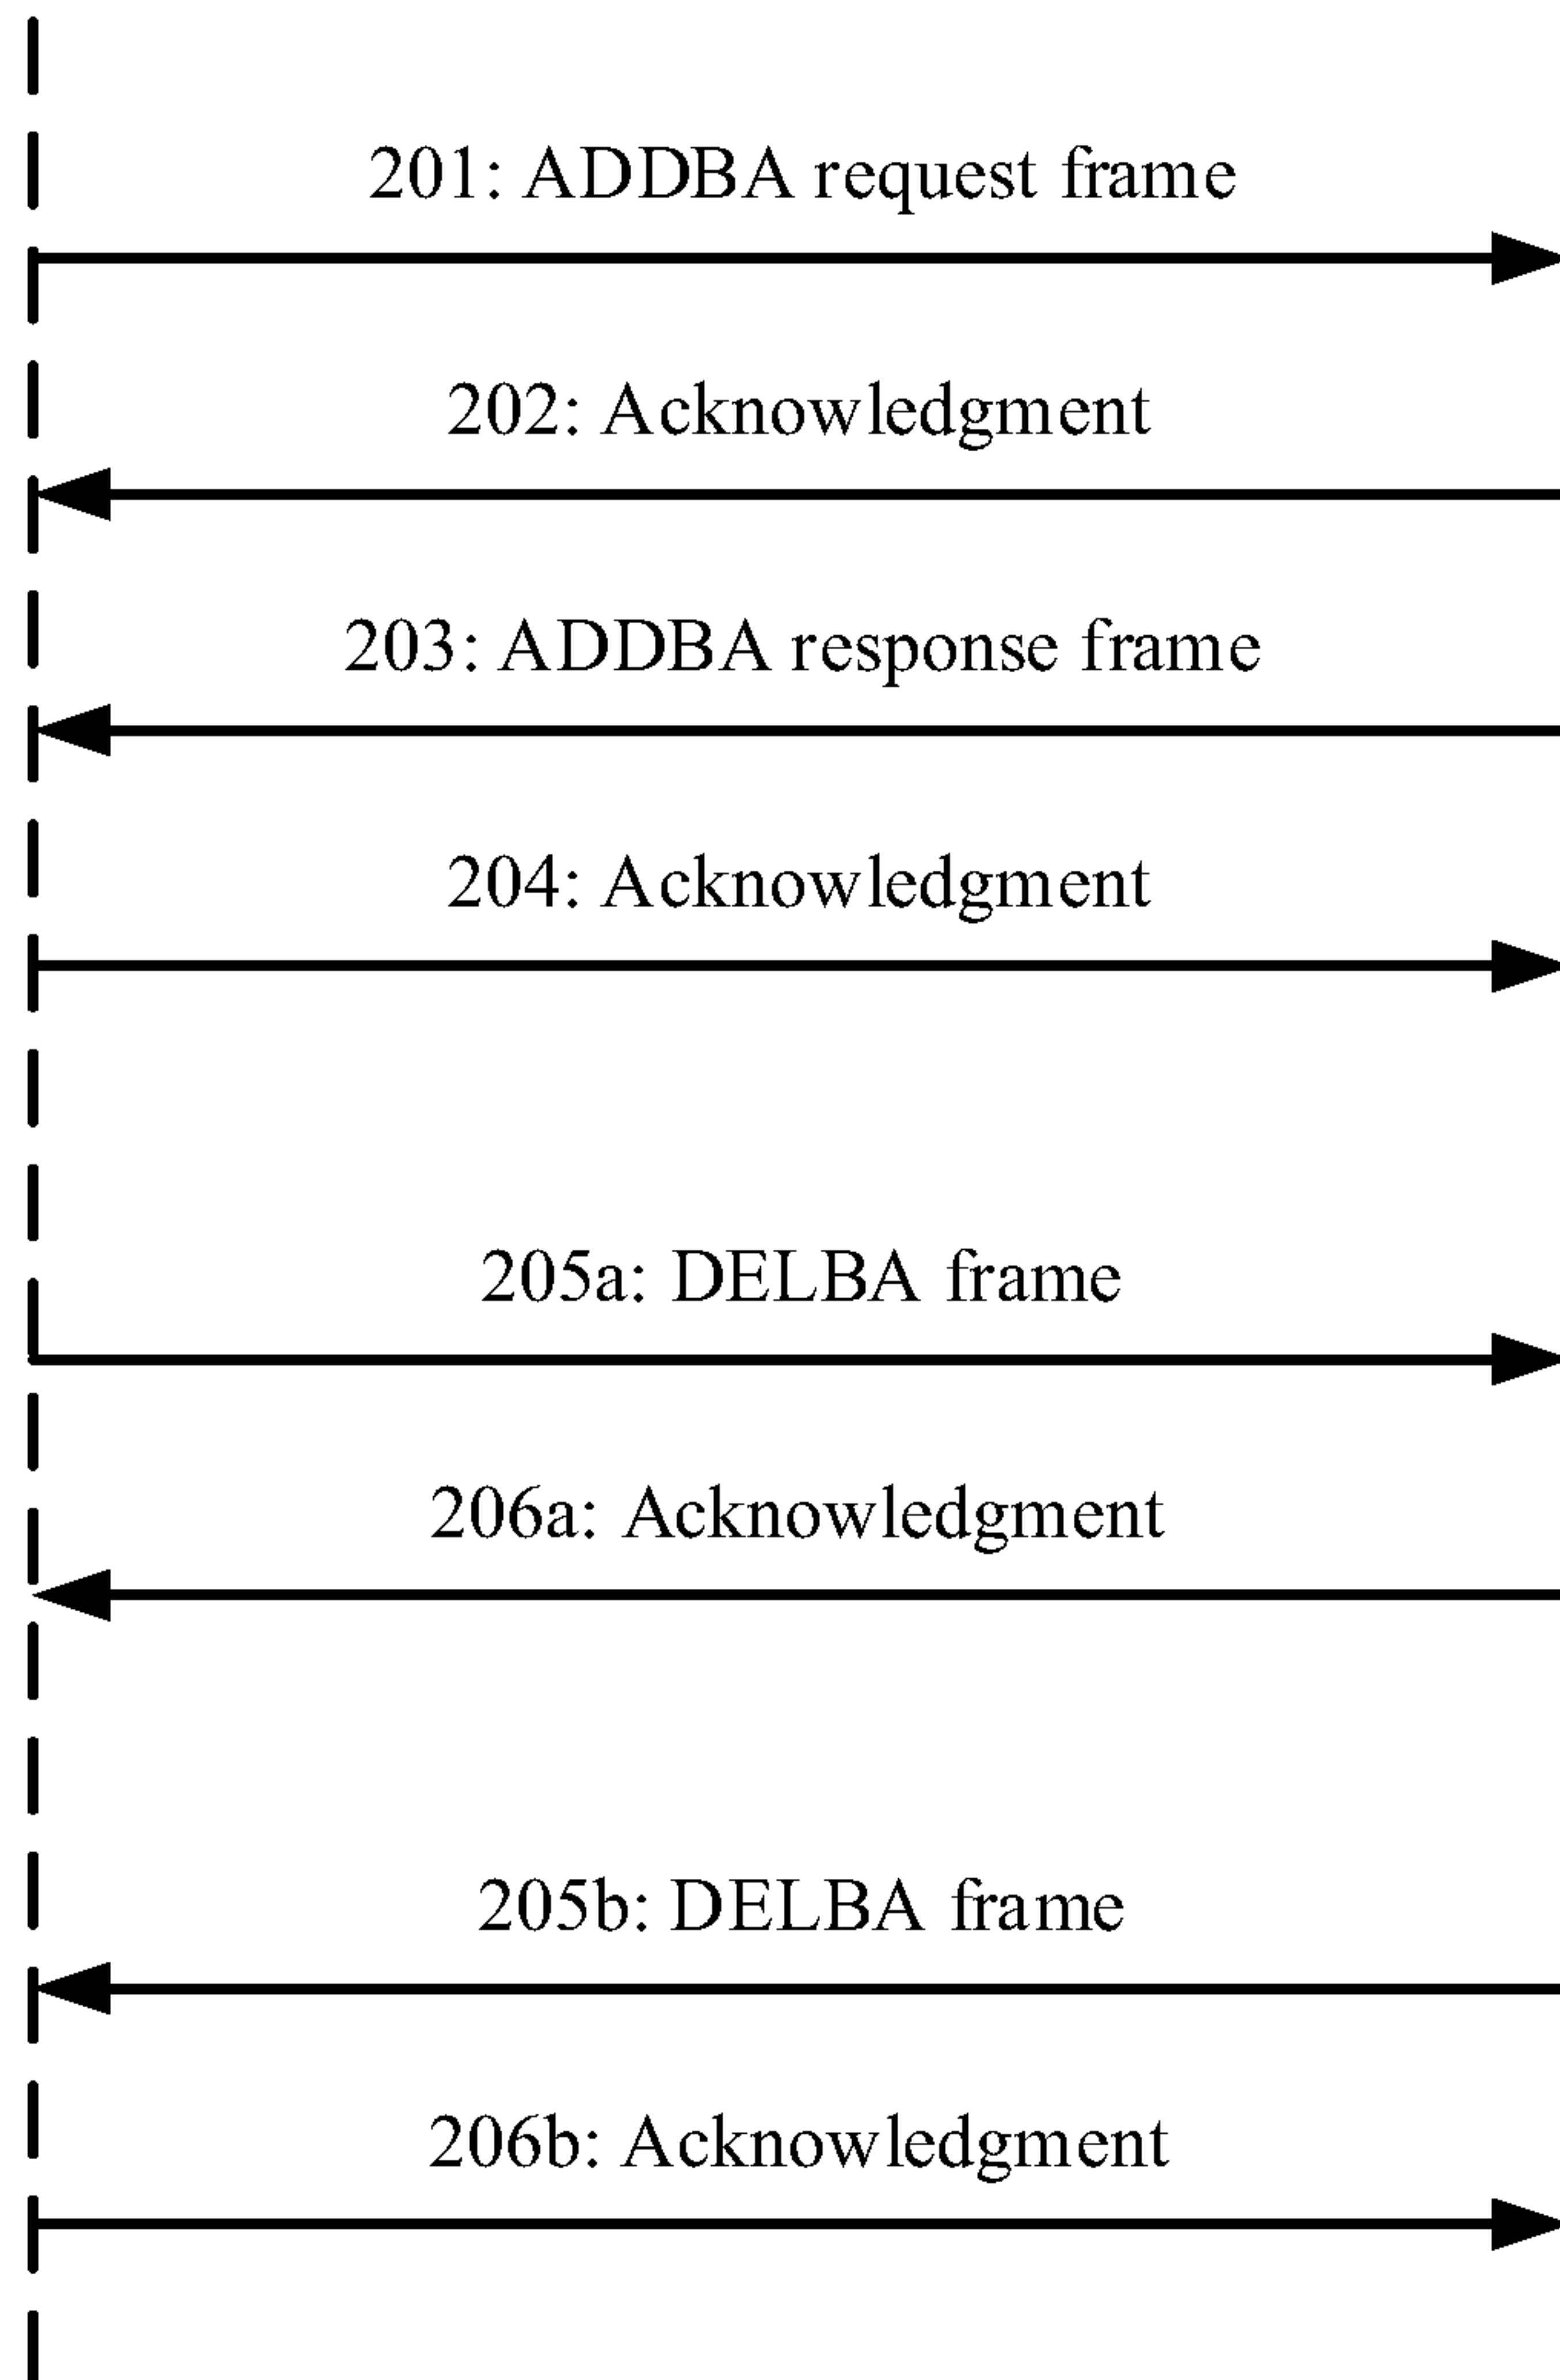 201: ADDBA request frame
202: Acknowledgment
203: ADDBA response frame
204: Acknowledgment
205a: DELBA frame
206a: Acknowledgment
205b: DELBA frame
206b: Acknowledgment